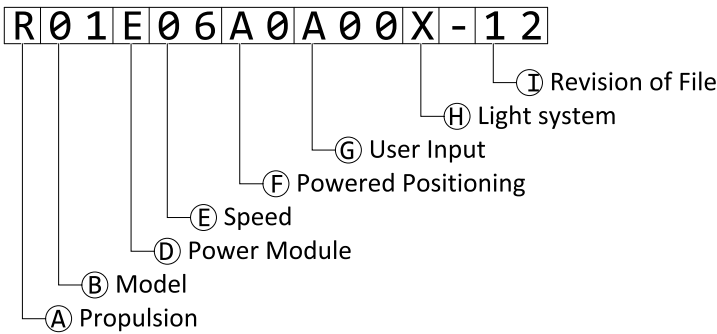 R01E06A0A00X-12
I Revision of File
H Light system
G User Input
F Powered Positioning
E Speed
D Power Module
B Model
A Propulsion